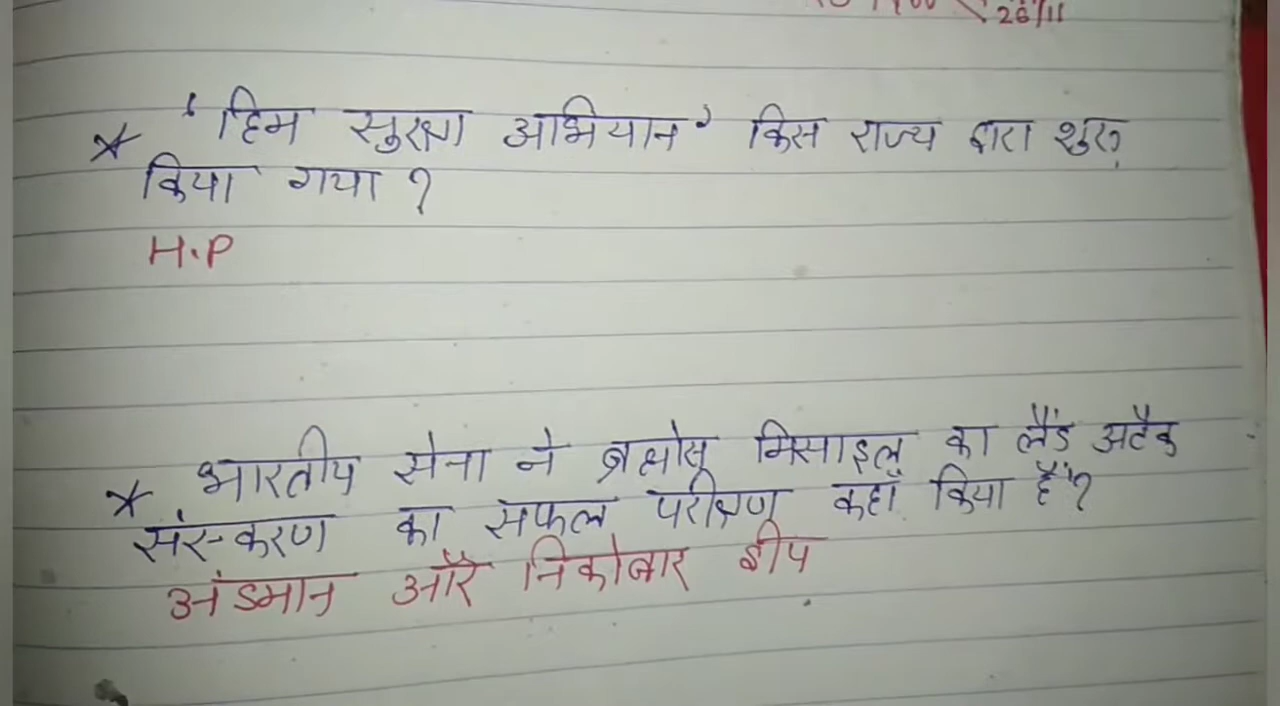 26/11
* 'हिम सुरक्षा अभियान' किस राज्य द्वारा शुरू
किया गया ?
H.P
* भारतीय सेना ने ब्रह्मोस मिसाइल का लैंड अटैक
संस्करण का सफल परीक्षण कहाँ किया है?
अंडमान और निकोबार द्वीप